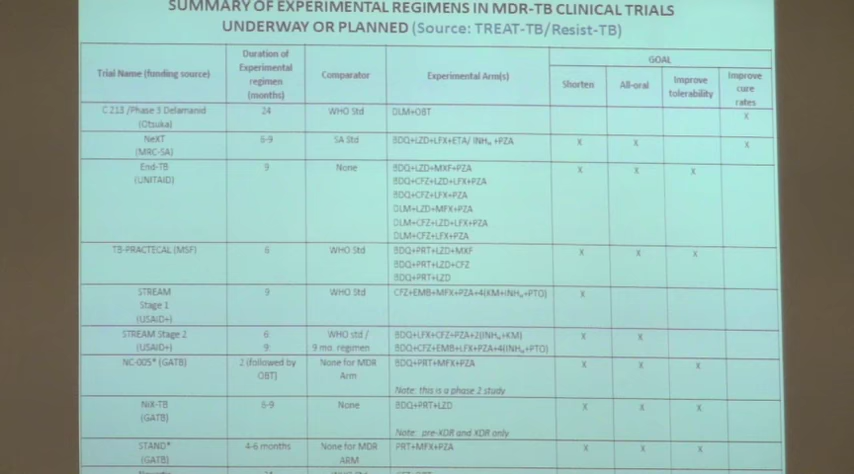 SUMMARY OF EXPERIMENTAL REGIMENS IN MDR-TB CLINICAL TRIALS
UNDERWAY OR PLANNED (Source: TREAT-TB/Resist-TB)
Trial Name (funding source)
Duration of
Experimental
regimen
(months)
Comparator
Experimental Arm(s)
GOAL
Shorten
All-oral
Improve
tolerability
Improve
cure
rates
C 213 /Phase 3 Delamanid
(Otsuka)
24
WHO Std
DLM+OBT
X
NeXT
(MRC-SA)
6-9
SA Std
BDQ+LZD+LFX+ETA/ INHH +PZA
X X X
End-TB
(UNITAID)
9
None
BDQ+LZD+MXF+PZA
BDQ+CFZ+LZD+LFX+PZA
BDQ+CFZ+LFX+PZA
DLM+LZD+MFX+PZA
DLM+CFZ+LZD+LFX+PZA
DLM+CFZ+LFX+PZA
X X X
TB-PRACTECAL (MSF)
6
WHO Std
BDQ+PRT+LZD+MXF
BDQ+PRT+LZD+CFZ
BDQ+PRT+LZD
X X X
STREAM
Stage 1
(USAID+)
9
WHO Std
CFZ+EMB+MFX+PZA+4(KM+INHH+PTO)
X
STREAM Stage 2
(USAID+)
6
9
WHO std /
9 mo. regimen
BDQ+LFX+CFZ+PZA+2(INHH+KM)
BDQ+CFZ+EMB+LFX+PZA+4(INHH+PTO)
X X
NC-005* (GATB)
2 (followed by
OBT)
None for MDR
Arm
BDQ+PRT+MFX+PZA
Note: this is a phase 2 study
X X X
NiX-TB
(GATB)
6-9
None
BDQ+PRT+LZD
Note: pre-XDR and XDR only
X X X
STAND*
(GATB)
4-6 months
None for MDR
ARM
PRT+MFX+PZA
X X X